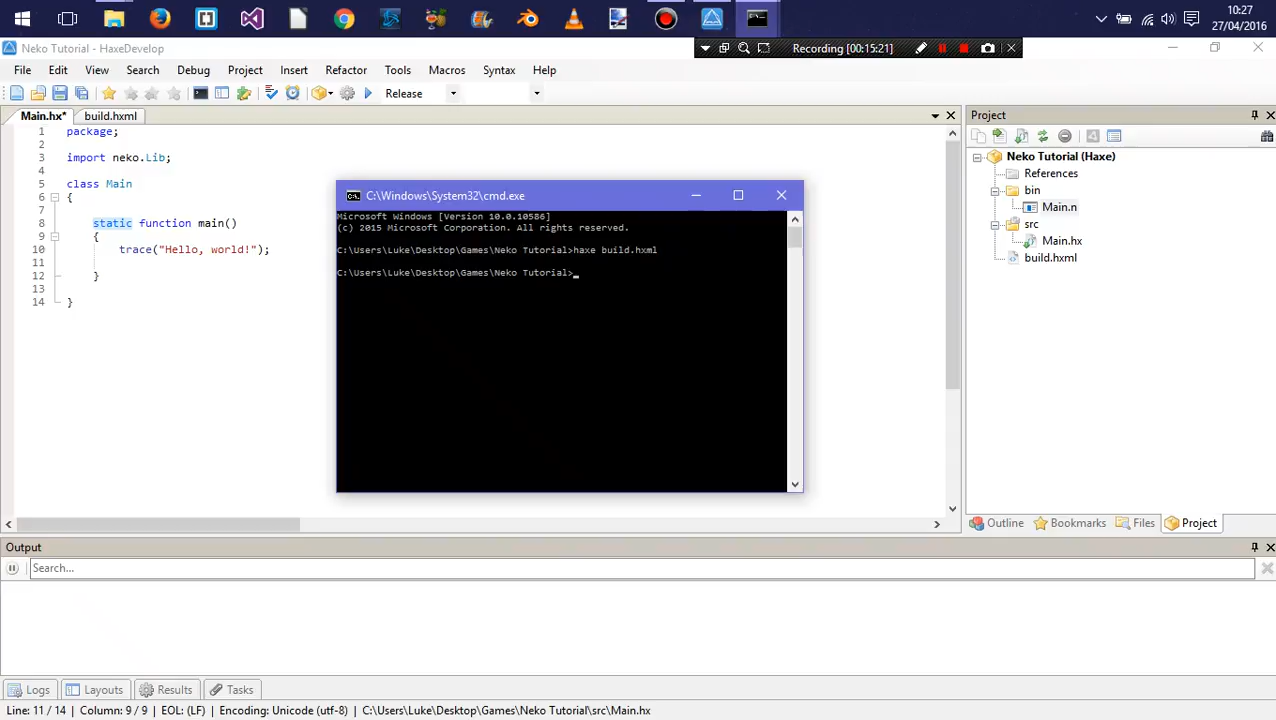 10:27
27/04/2016
Neko Tutorial - HaxeDevelop
Recording [00:15:21]
File Edit View Search Debug Project Insert Refactor Tools Macros Syntax Help
Release
Main.hx* build.hxml
1 package;
2
3 import neko.Lib;
4
5 class Main
6 {
7
8 static function main()
9 {
10 trace("Hello, world!");
11
12 }
13
14 }
C:\Windows\System32\cmd.exe
Microsoft Windows [Version 10.0.10586]
(c) 2015 Microsoft Corporation. All rights reserved.
C:\Users\Luke\Desktop\Games\Neko Tutorial>haxe build.hxml
C:\Users\Luke\Desktop\Games\Neko Tutorial>_
Project
Neko Tutorial (Haxe)
References
bin
Main.n
src
Main.hx
build.hxml
Outline Bookmarks Files Project
Output
Search...
Logs Layouts Results Tasks
Line: 11 / 14 | Column: 9 / 9 | EOL: (LF) | Encoding: Unicode (utf-8) | C:\Users\Luke\Desktop\Games\Neko Tutorial\src\Main.hx